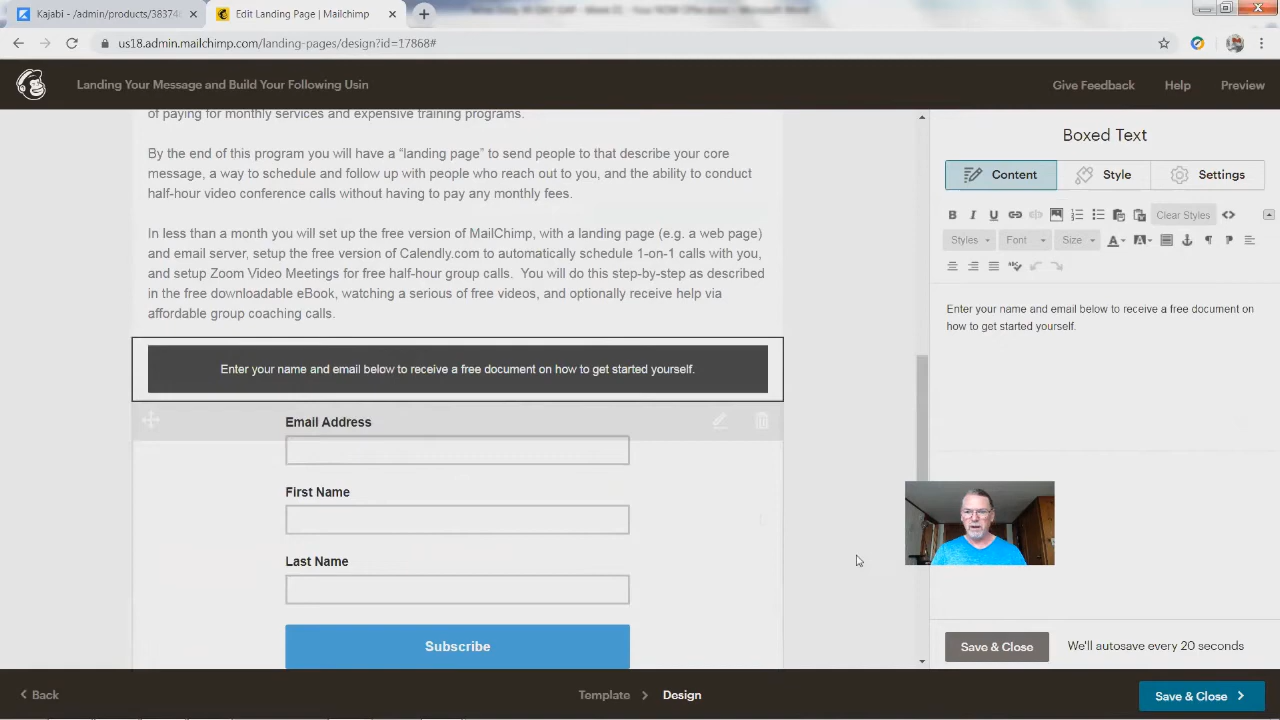 Kajabi - /admin/products/38374
Edit Landing Page | Mailchimp
us18.admin.mailchimp.com/landing-pages/design?id=17868#
Landing Your Message and Build Your Following Usin
Give Feedback
Help
Preview
of paying for monthly services and expensive training programs.
By the end of this program you will have a “landing page” to send people to that describe your core
message, a way to schedule and follow up with people who reach out to you, and the ability to conduct
half-hour video conference calls without having to pay any monthly fees.
In less than a month you will set up the free version of MailChimp, with a landing page (e.g. a web page)
and email server, setup the free version of Calendly.com to automatically schedule 1-on-1 calls with you,
and setup Zoom Video Meetings for free half-hour group calls. You will do this step-by-step as described
in the free downloadable eBook, watching a serious of free videos, and optionally receive help via
affordable group coaching calls.
Enter your name and email below to receive a free document on how to get started yourself.
Email Address
First Name
Last Name
Subscribe
Boxed Text
Content
Style
Settings
B I U
Clear Styles
Styles
Font
Size
Enter your name and email below to receive a free document on
how to get started yourself.
Save & Close
We'll autosave every 20 seconds
Back
Template
Design
Save & Close